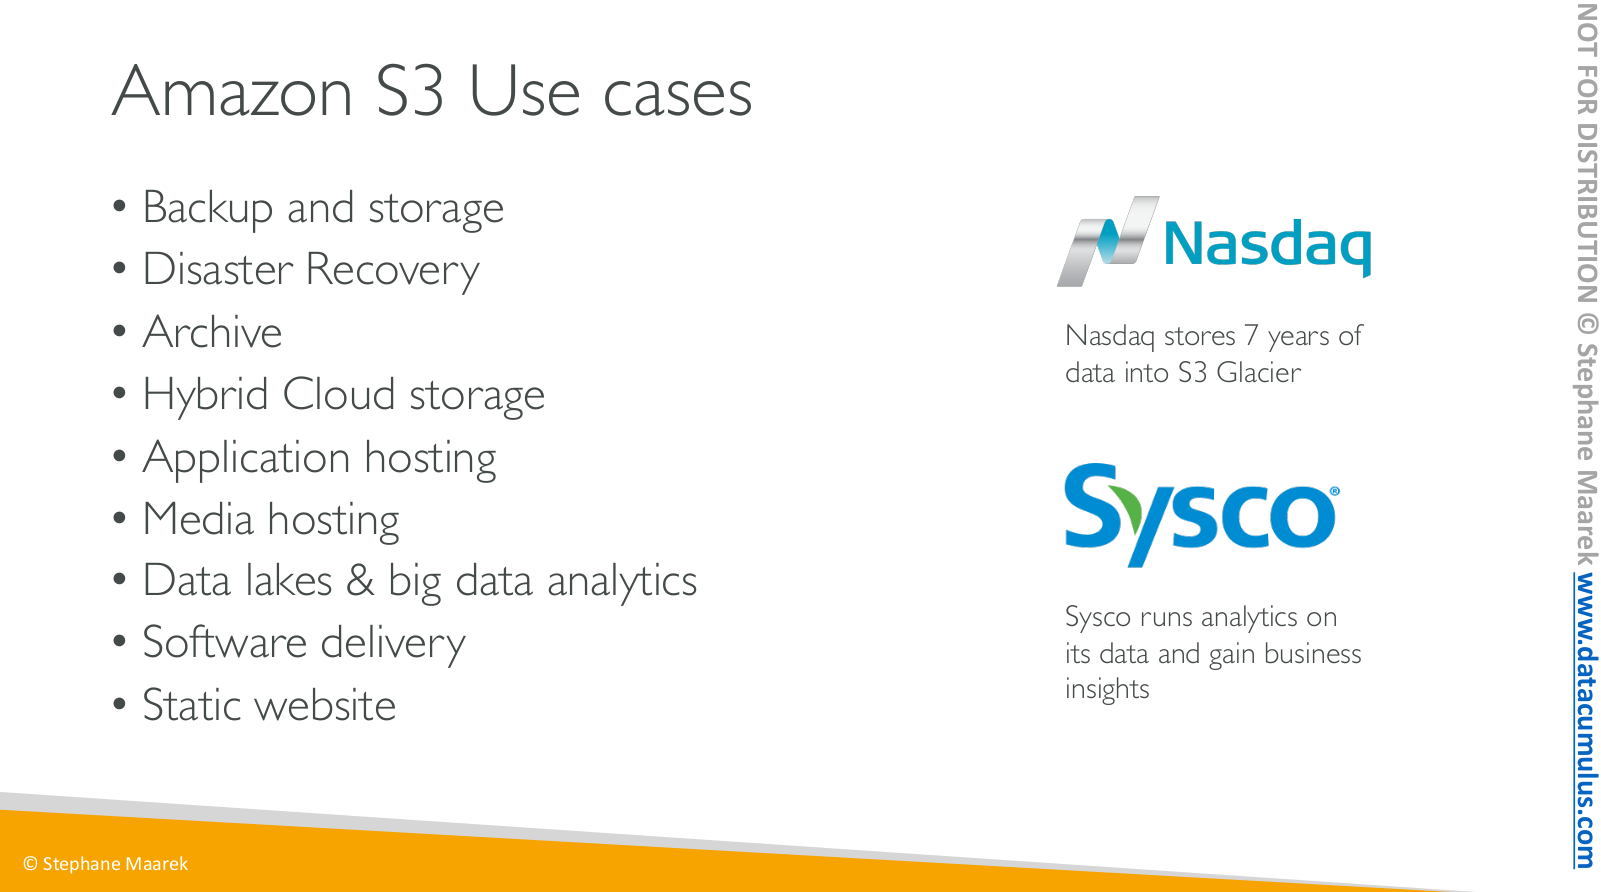 Amazon S3 Use cases
• Backup and storage
• Disaster Recovery
• Archive
• Hybrid Cloud storage
• Application hosting
• Media hosting
• Data lakes & big data analytics
• Software delivery
• Static website
Nasdaq
Nasdaq stores 7 years of
data into S3 Glacier
Sysco®
Sysco runs analytics on
its data and gain business
insights
© Stephane Maarek
NOT FOR DISTRIBUTION © Stephane Maarek www.datacumulus.com